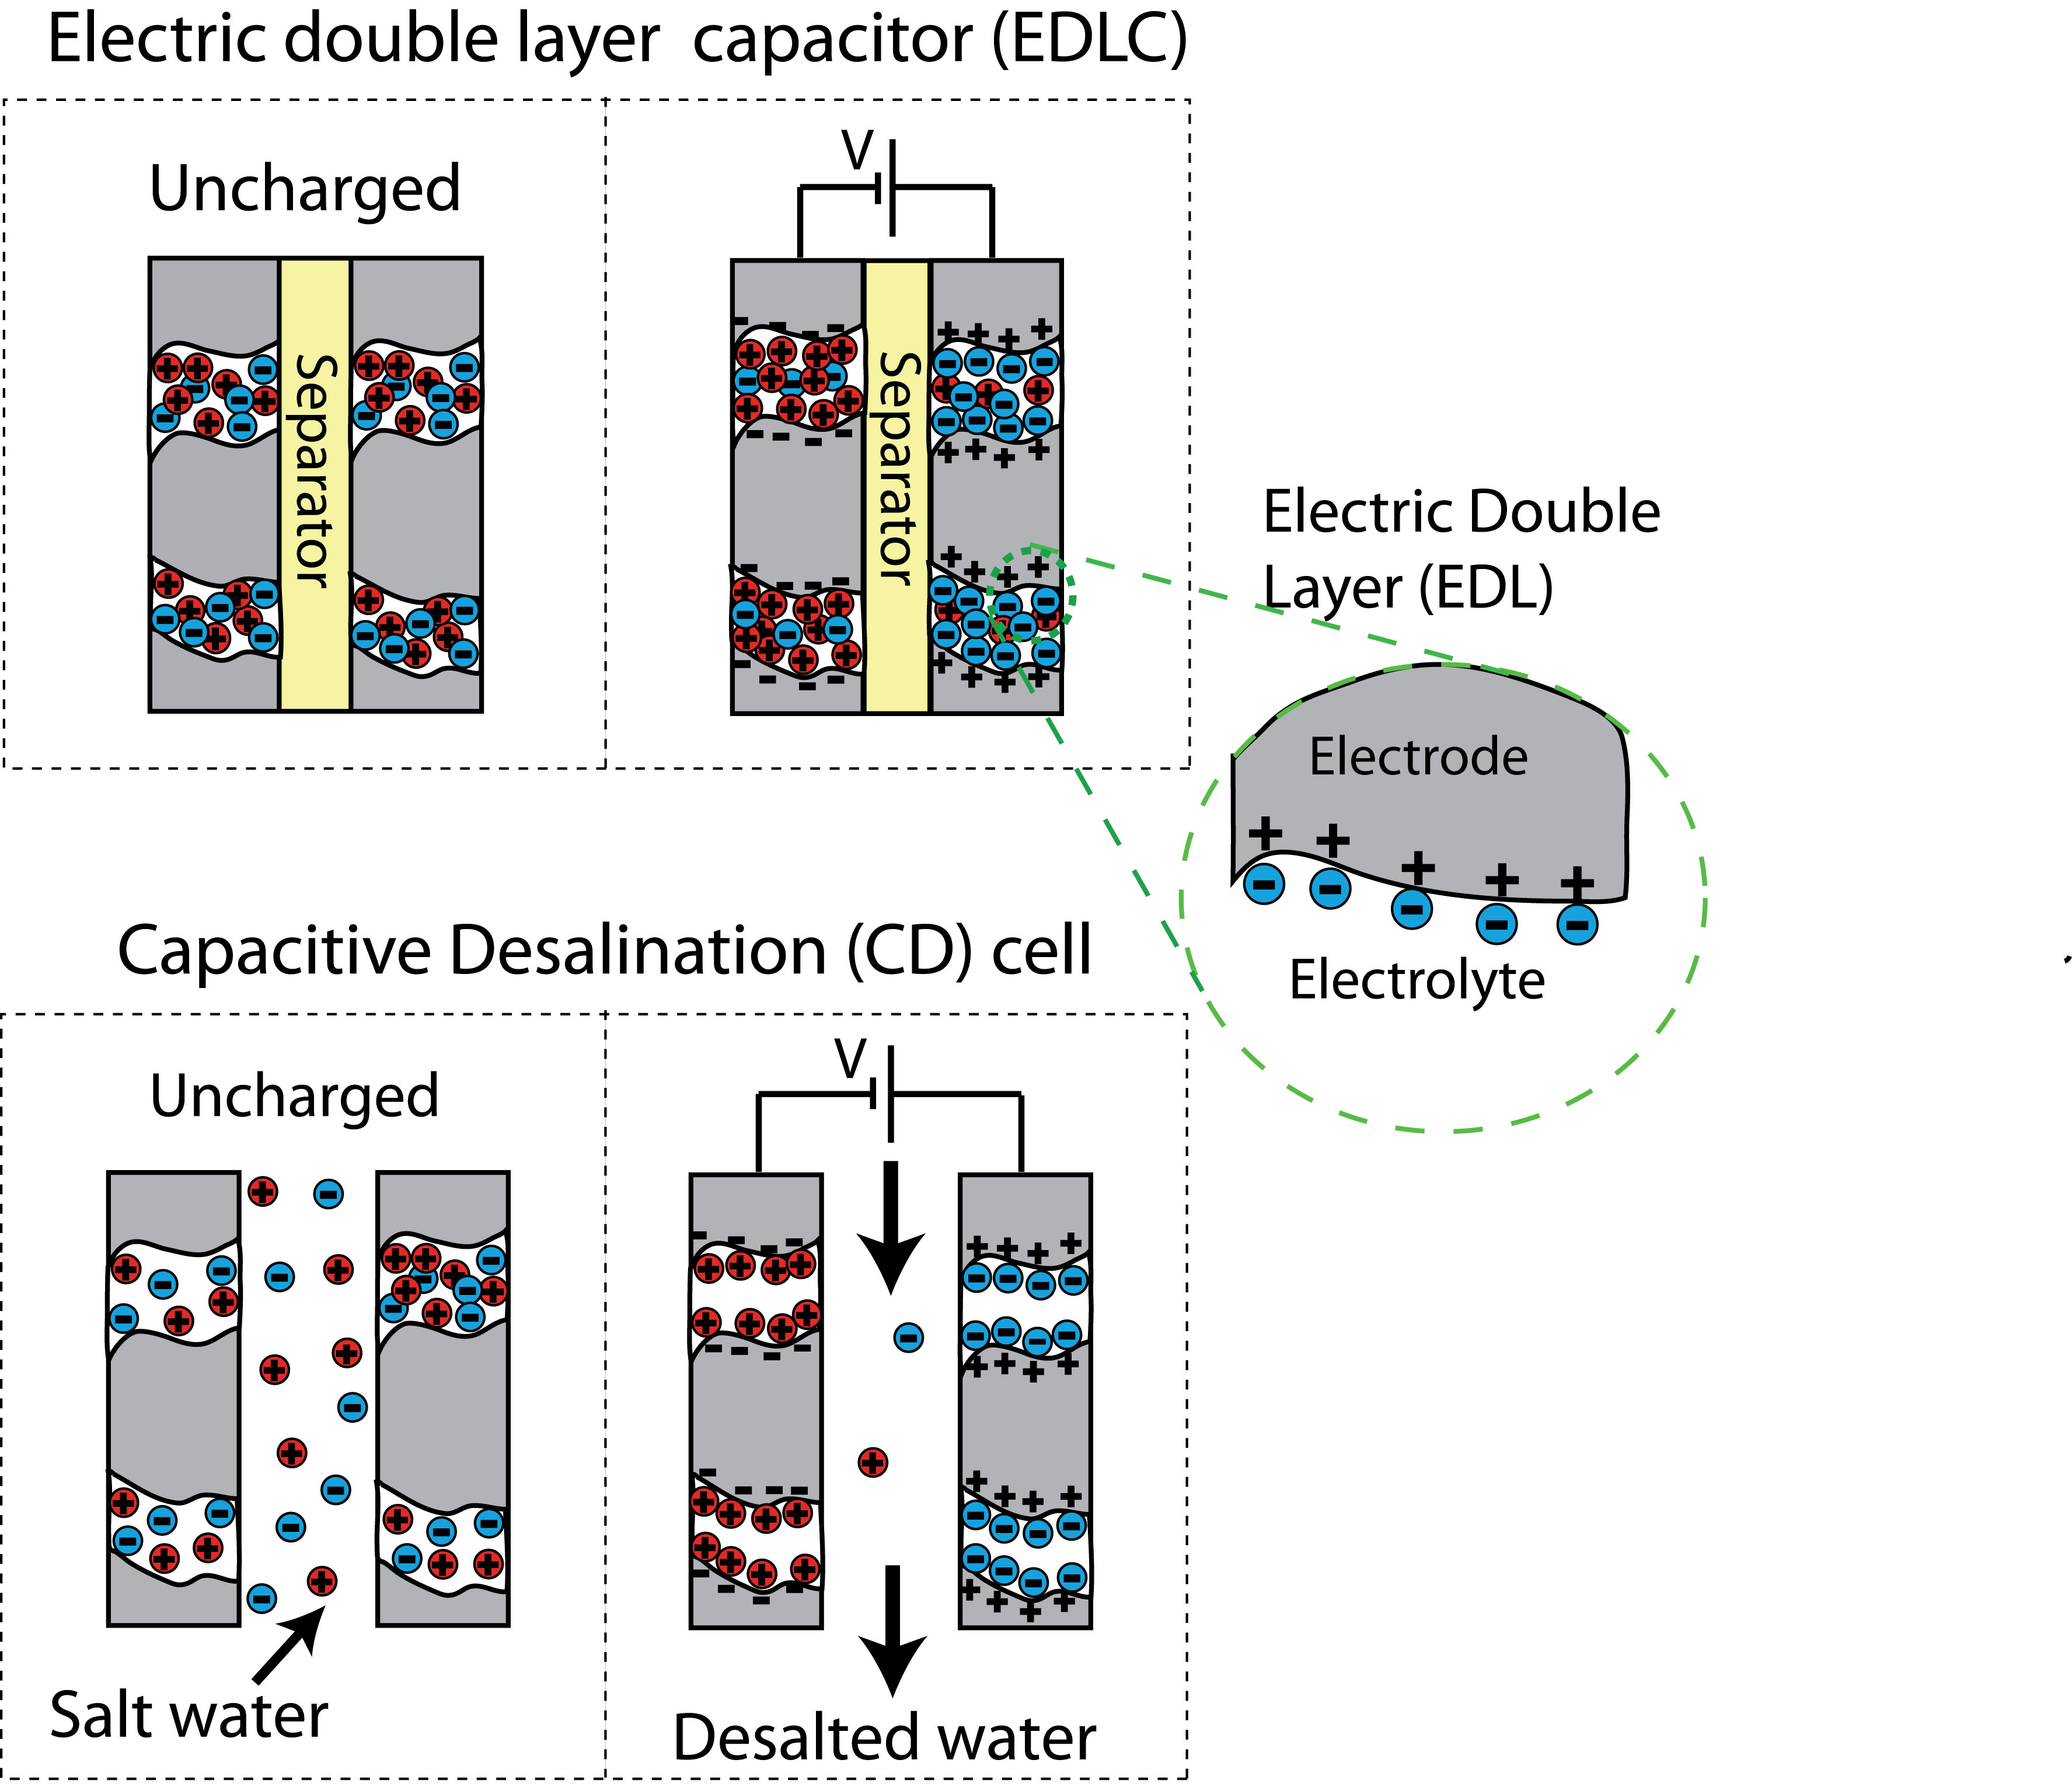 Electric double layer capacitor (EDLC)
Uncharged
V
Separator
Separator
Electric Double
Layer (EDL)
Electrode
Electrolyte
Capacitive Desalination (CD) cell
Uncharged
V
Salt water
Desalted water